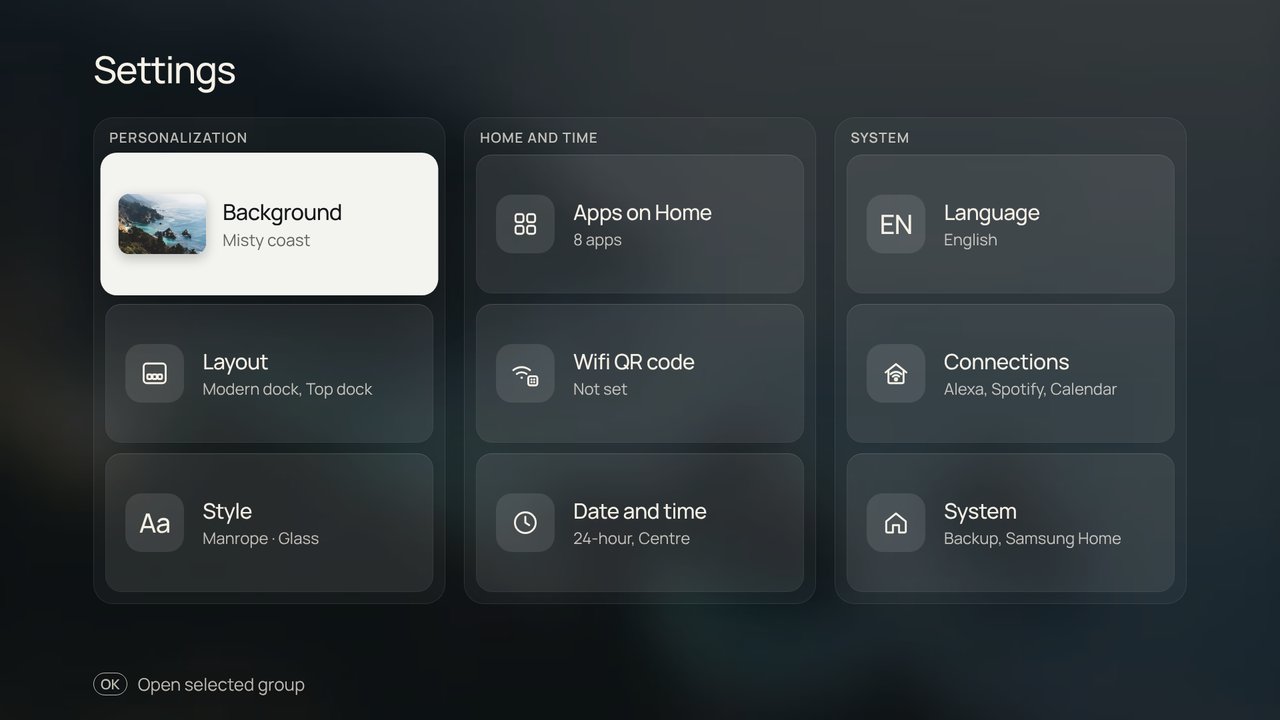 Settings
PERSONALIZATION
Background
Misty coast
Layout
Modern dock, Top dock
Aa
Style
Manrope · Glass
HOME AND TIME
Apps on Home
8 apps
Wifi QR code
Not set
Date and time
24-hour, Centre
SYSTEM
EN
Language
English
Connections
Alexa, Spotify, Calendar
System
Backup, Samsung Home
OK Open selected group